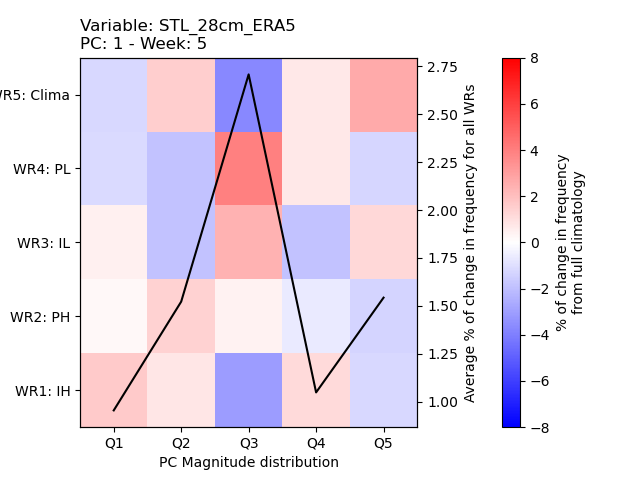 Variable: STL_28cm_ERA5
PC: 1 - Week: 5
WR5: Clima
WR4: PL
WR3: IL
WR2: PH
WR1: IH
Q1 Q2 Q3 Q4 Q5
PC Magnitude distribution
2.75
2.50
2.25
2.00
1.75
1.50
1.25
1.00
Average % of change in frequency for all WRs
8
6
4
2
0
−2
−4
−6
−8
% of change in frequency
from full climatology